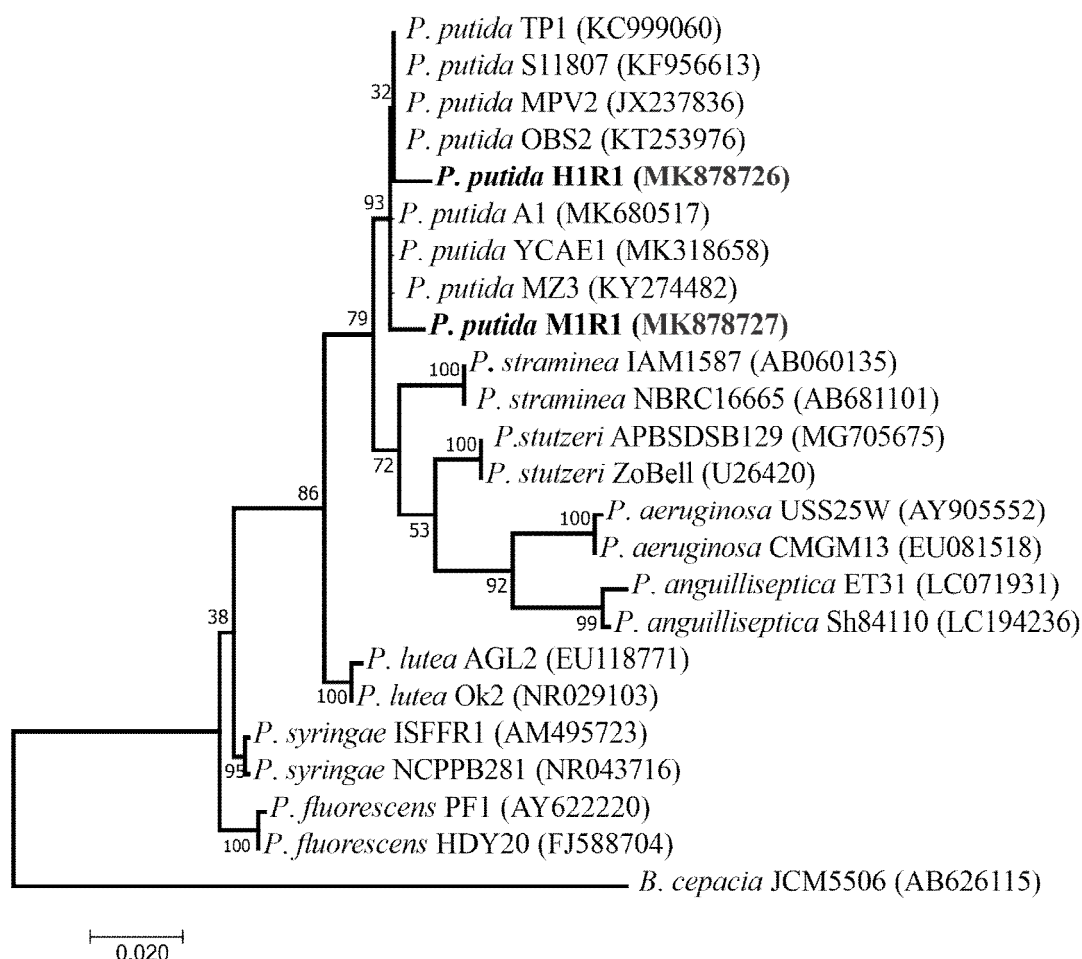 P. putida TP1 (KC999060)
P. putida S11807 (KF956613)
32
P. putida MPV2 (JX237836)
P. putida OBS2 (KT253976)
P. putida H1R1 (MK878726)
93
P. putida A1 (MK680517)
P. putida YCAE1 (MK318658)
P. putida MZ3 (KY274482)
79
P. putida M1R1 (MK878727)
P. straminea IAM1587 (AB060135)
100
P. straminea NBRC16665 (AB681101)
P.stutzeri APBSDSB129 (MG705675)
100
72
P. stutzeri ZoBell (U26420)
86
P. aeruginosa USS25W (AY905552)
100
53
P. aeruginosa CMGM13 (EU081518)
92
P. anguilliseptica ET31 (LC071931)
38
99
P. anguilliseptica Sh84110 (LC194236)
P. lutea AGL2 (EU118771)
100
P. lutea Ok2 (NR029103)
P. syringae ISFFR1 (AM495723)
95
P. syringae NCPPB281 (NR043716)
P. fluorescens PF1 (AY622220)
100
P. fluorescens HDY20 (FJ588704)
B. cepacia JCM5506 (AB626115)
0.020